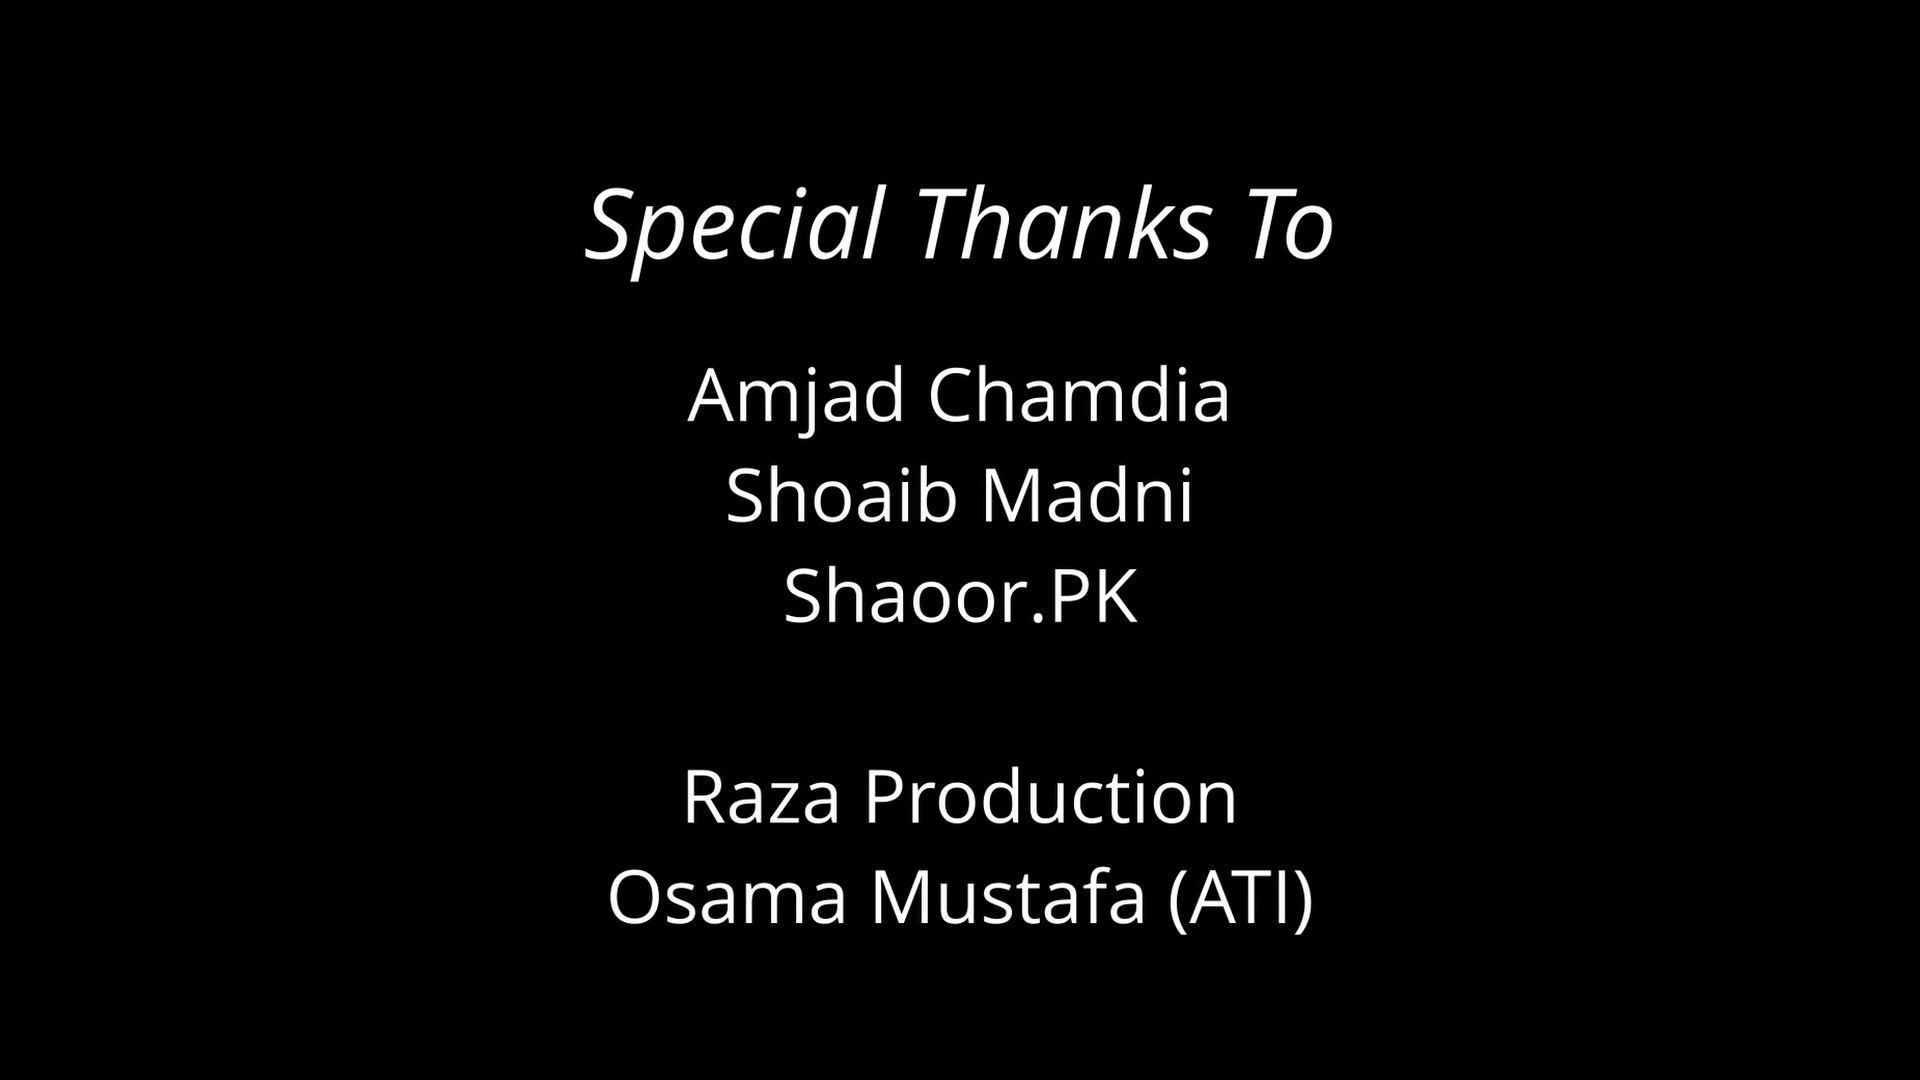 Special Thanks To
Amjad Chamdia
Shoaib Madni
Shaoor.PK
Raza Production
Osama Mustafa (ATI)